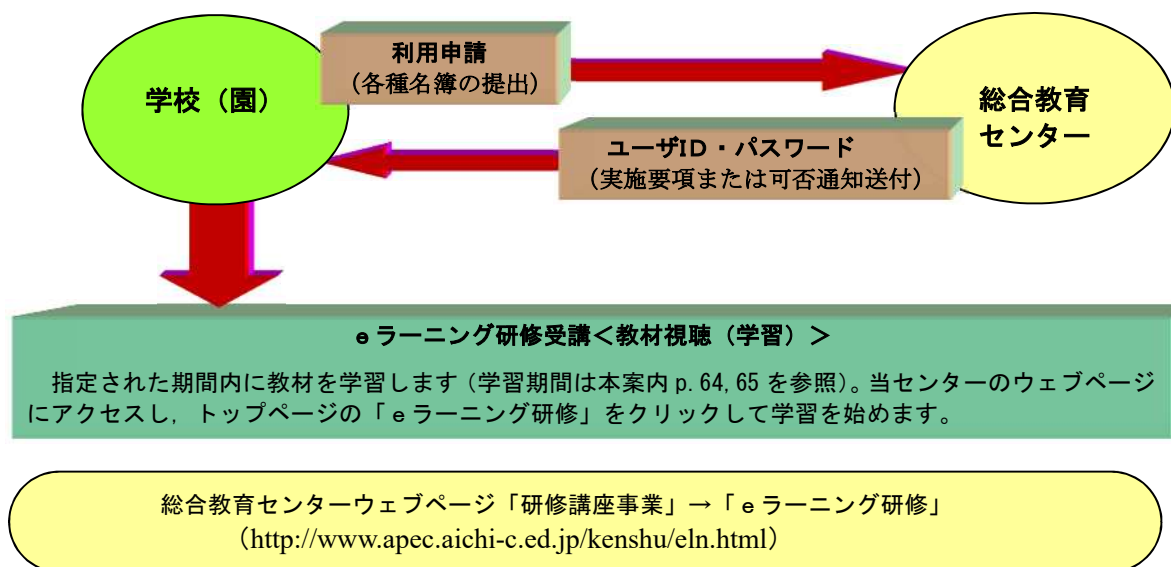 利用申請
（各種名簿の提出）
学校（園）
総合教育
センター
ユーザID・パスワード
（実施要項または可否通知送付）
ｅラーニング研修受講＜教材視聴（学習）＞
指定された期間内に教材を学習します（学習期間は本案内 p.64,65 を参照）。当センターのウェブページ
にアクセスし，トップページの「ｅラーニング研修」をクリックして学習を始めます。
総合教育センターウェブページ「研修講座事業」→「ｅラーニング研修」
（http://www.apec.aichi-c.ed.jp/kenshu/eln.html）